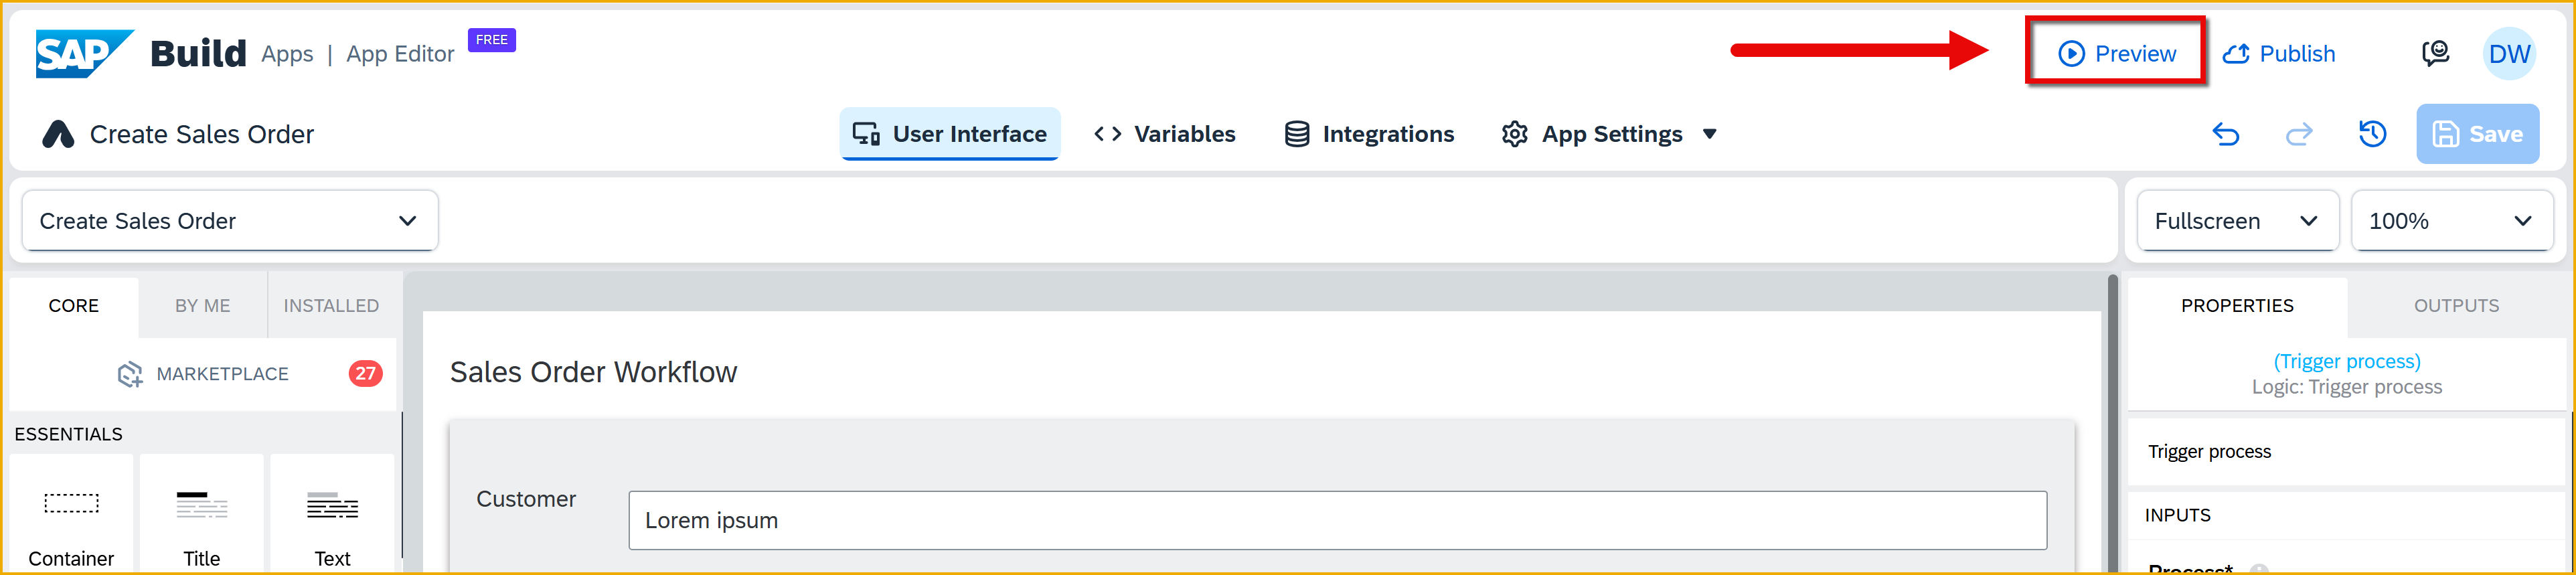 SAP Build Apps | App Editor FREE Preview Publish DW
Create Sales Order User Interface <> Variables Integrations App Settings Save
Create Sales Order Fullscreen 100%
CORE BY ME INSTALLED
MARKETPLACE 27
ESSENTIALS
Container Title Text
Sales Order Workflow
Customer Lorem ipsum
PROPERTIES OUTPUTS
(Trigger process)
Logic: Trigger process
Trigger process
INPUTS
Process*